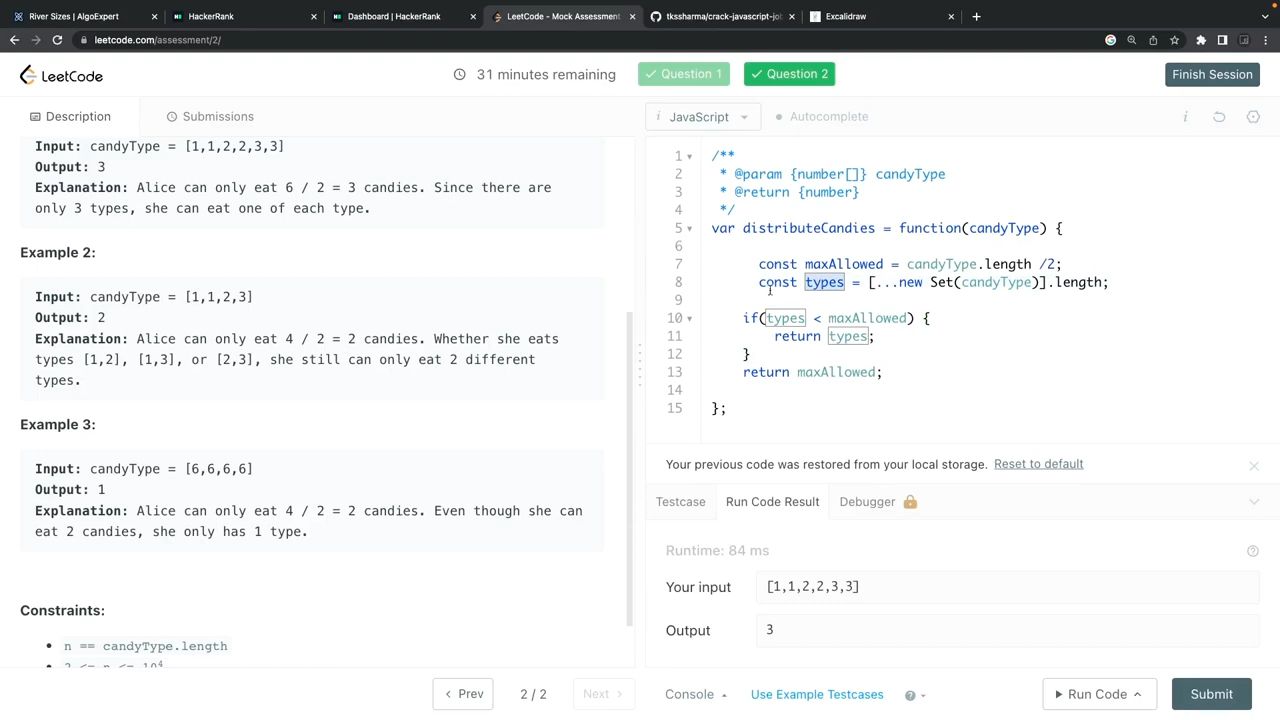 River Sizes | AlgoExpert
HackerRank
Dashboard | HackerRank
LeetCode - Mock Assessment
tkssharma/crack-javascript-jo
Excalidraw
leetcode.com/assessment/2/
LeetCode
31 minutes remaining
Question 1
Question 2
Finish Session
Description
Submissions
Input: candyType = [1,1,2,2,3,3]
Output: 3
Explanation: Alice can only eat 6 / 2 = 3 candies. Since there are
only 3 types, she can eat one of each type.
Example 2:
Input: candyType = [1,1,2,3]
Output: 2
Explanation: Alice can only eat 4 / 2 = 2 candies. Whether she eats
types [1,2], [1,3], or [2,3], she still can only eat 2 different
types.
Example 3:
Input: candyType = [6,6,6,6]
Output: 1
Explanation: Alice can only eat 4 / 2 = 2 candies. Even though she can
eat 2 candies, she only has 1 type.
Constraints:
n == candyType.length
2 <= n <= 10⁴
Prev
2 / 2
Next
i JavaScript
Autocomplete
1 /**
2 * @param {number[]} candyType
3 * @return {number}
4 */
5 var distributeCandies = function(candyType) {
6
7 const maxAllowed = candyType.length /2;
8 const types = [...new Set(candyType)].length;
9
10 if(types < maxAllowed) {
11 return types;
12 }
13 return maxAllowed;
14
15 };
Your previous code was restored from your local storage. Reset to default
Testcase
Run Code Result
Debugger
Runtime: 84 ms
Your input
[1,1,2,2,3,3]
Output
3
Console
Use Example Testcases
Run Code
Submit